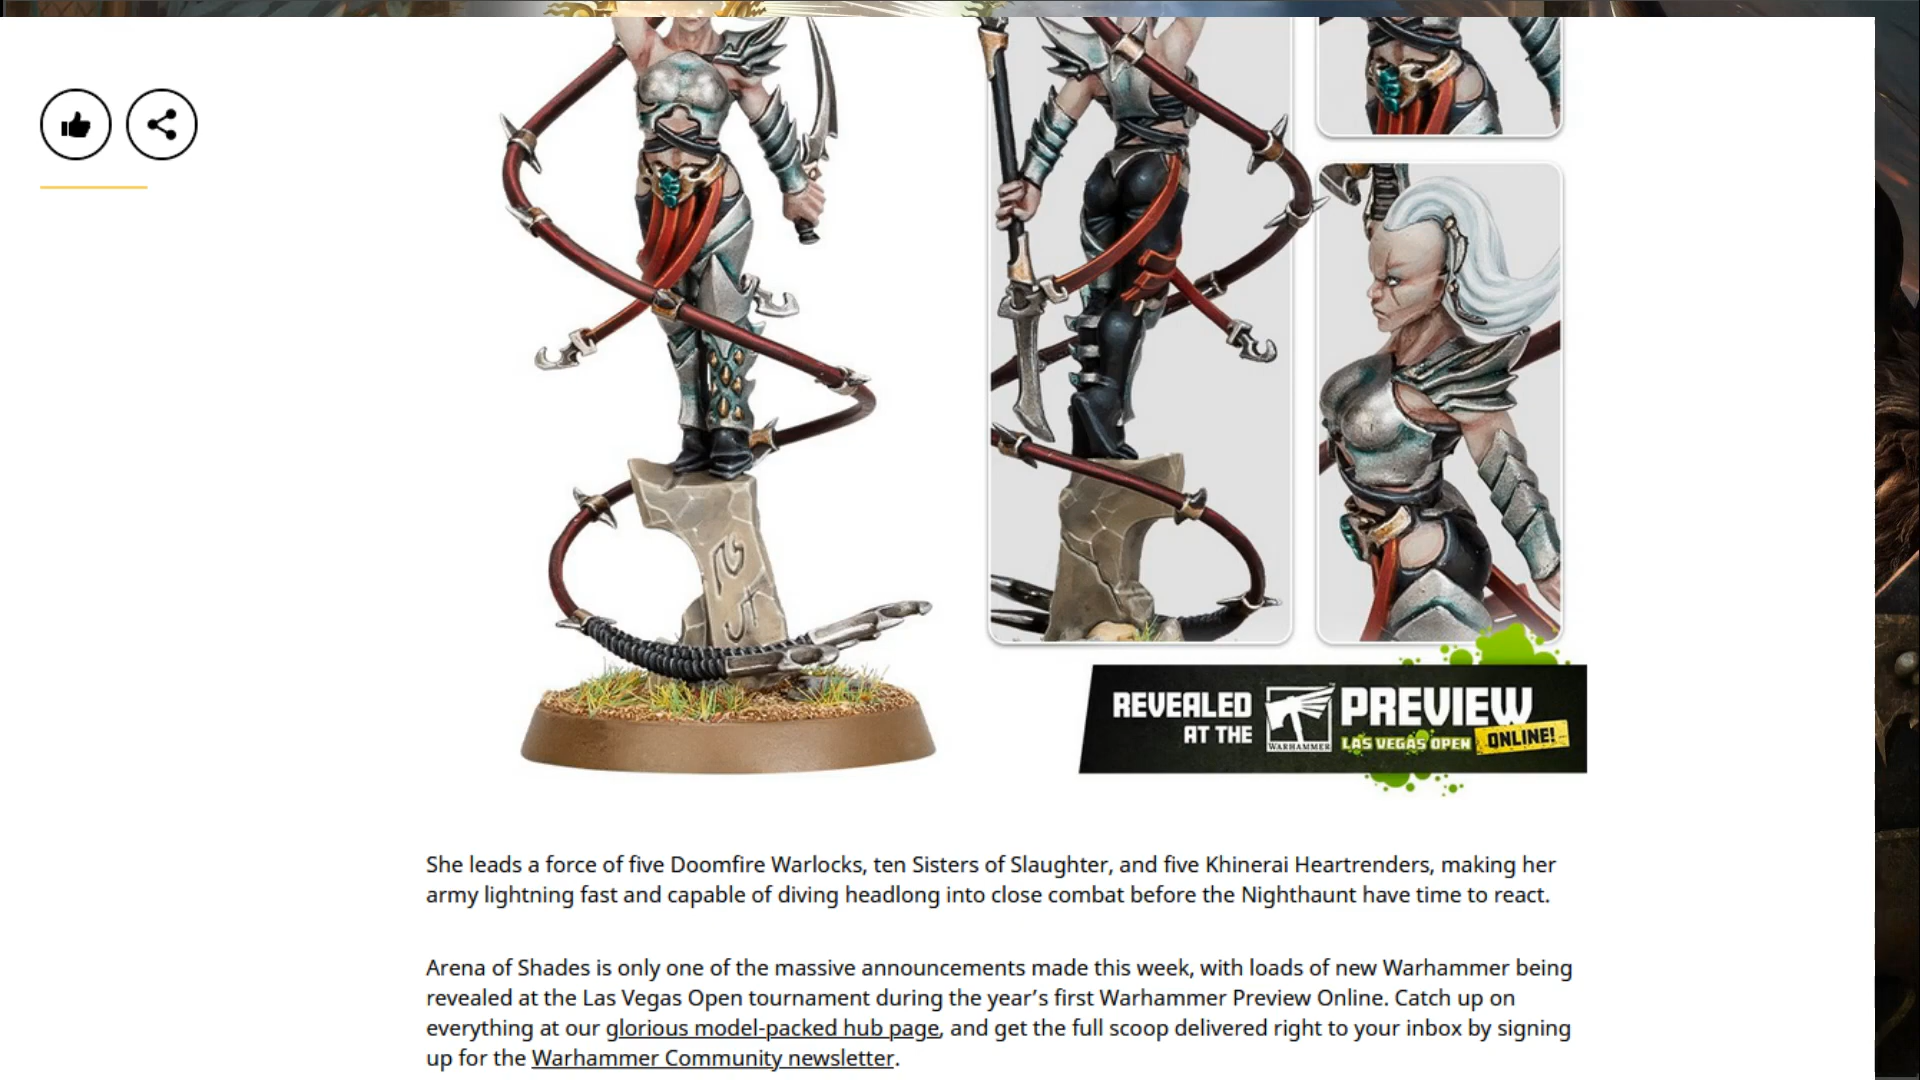 REVEALED
AT THE
WARHAMMER
PREVIEW
LAS VEGAS OPEN
ONLINE!
She leads a force of five Doomfire Warlocks, ten Sisters of Slaughter, and five Khinerai Heartrenders, making her
army lightning fast and capable of diving headlong into close combat before the Nighthaunt have time to react.
Arena of Shades is only one of the massive announcements made this week, with loads of new Warhammer being
revealed at the Las Vegas Open tournament during the year’s first Warhammer Preview Online. Catch up on
everything at our glorious model-packed hub page, and get the full scoop delivered right to your inbox by signing
up for the Warhammer Community newsletter.